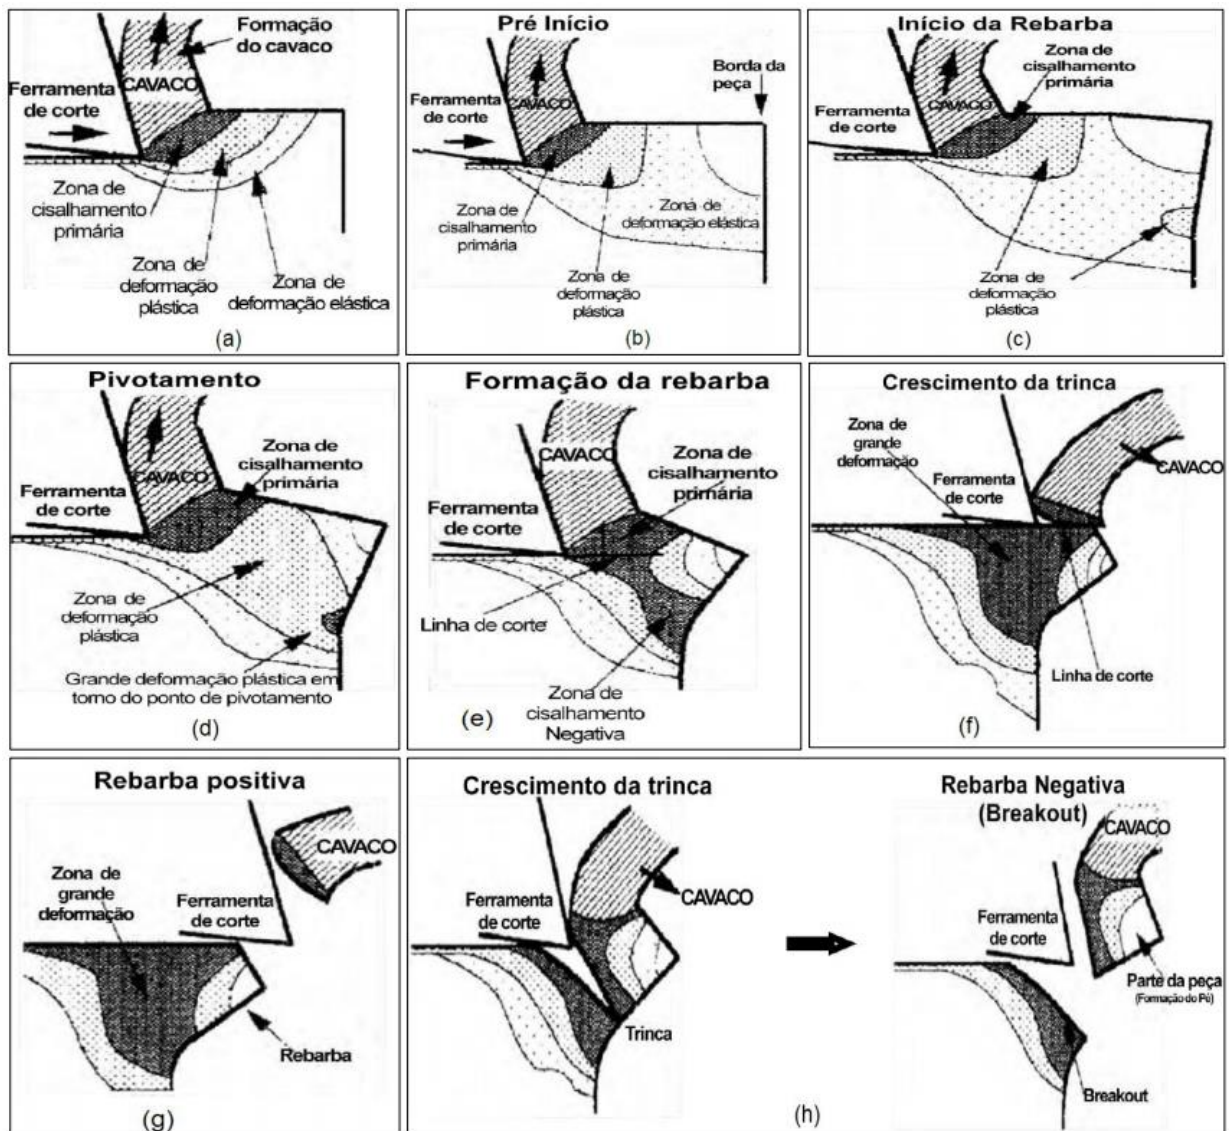 Formação
do cavaco
CAVACO
Ferramenta
de corte
Zona de
cisalhamento
primária
Zona de
deformação
plástica
Zona de
deformação elástica
(a)
Pré Início
Borda da
peça
Ferramenta
de corte
CAVACO
Zona de
cisalhamento
primária
Zona de
deformação elástica
Zona de
deformação
plástica
(b)
Início da Rebarba
Zona de
cisalhamento
primária
CAVACO
Ferramenta
de corte
Zona de
deformação
plástica
(c)
Pivotamento
CAVACO
Zona de
cisalhamento
primária
Ferramenta
de corte
Zona de
deformação
plástica
Grande deformação plástica em
torno do ponto de pivotamento
(d)
Formação da rebarba
CAVACO
Zona de
cisalhamento
primária
Ferramenta
de corte
Linha de corte
Zona de
cisalhamento
Negativa
(e)
Crescimento da trinca
Zona de
grande
deformação
CAVACO
Ferramenta
de corte
Linha de corte
(f)
Rebarba positiva
CAVACO
Zona de
grande
deformação
Ferramenta
de corte
Rebarba
(g)
Crescimento da trinca
CAVACO
Ferramenta
de corte
Trinca
Rebarba Negativa
(Breakout)
CAVACO
Ferramenta
de corte
Parte da peça
(Formação do Pé)
Breakout
(h)